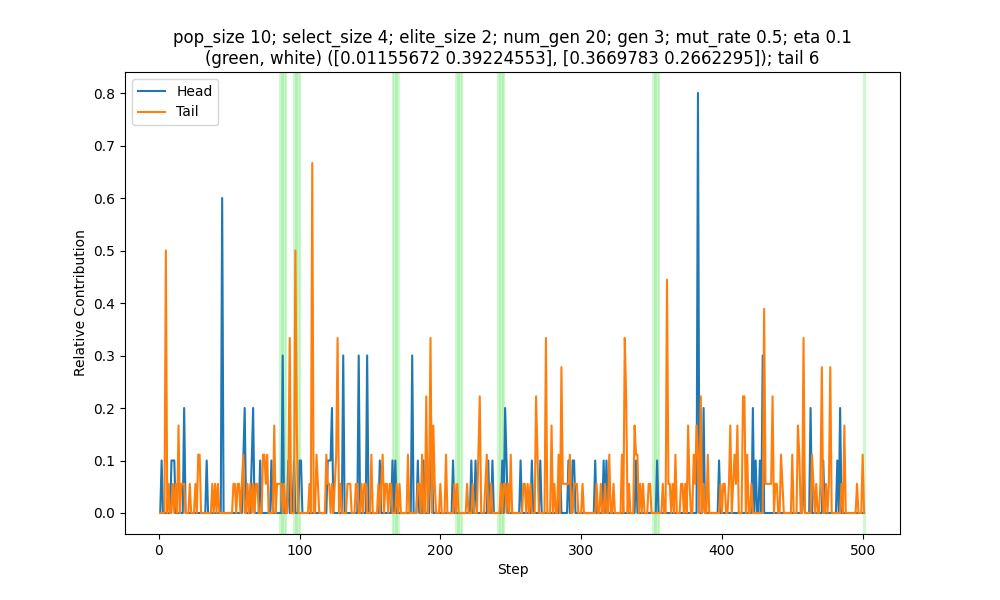 pop_size 10; select_size 4; elite_size 2; num_gen 20; gen 3; mut_rate 0.5; eta 0.1
(green, white) ([0.01155672 0.39224553], [0.3669783 0.2662295]); tail 6
Head
Tail
Relative Contribution
0.8
0.7
0.6
0.5
0.4
0.3
0.2
0.1
0.0
0 100 200 300 400 500
Step